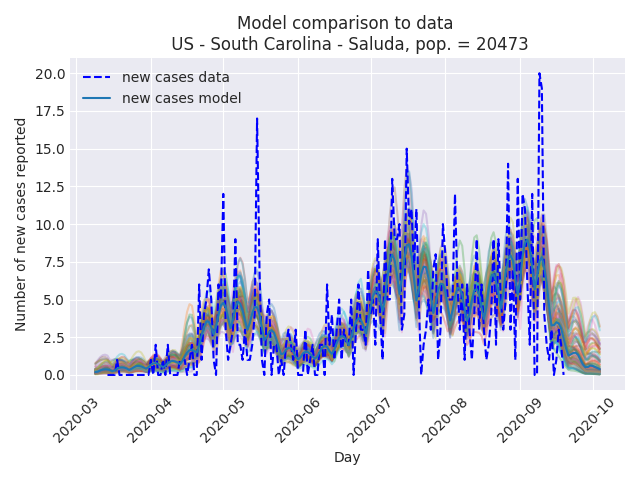 Model comparison to data
US - South Carolina - Saluda, pop. = 20473
new cases data
new cases model
Number of new cases reported
20.0
17.5
15.0
12.5
10.0
7.5
5.0
2.5
0.0
2020-03
2020-04
2020-05
2020-06
2020-07
2020-08
2020-09
2020-10
Day